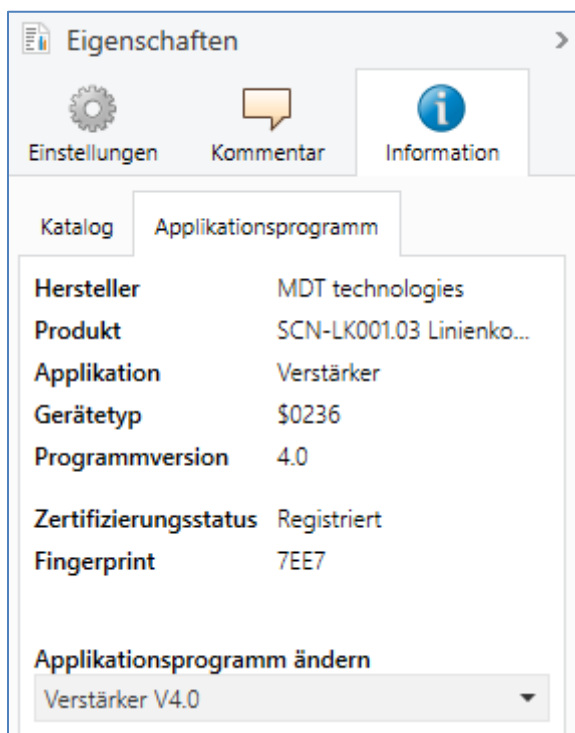 Eigenschaften
Einstellungen Kommentar Information
Katalog Applikationsprogramm
Hersteller MDT technologies
Produkt SCN-LK001.03 Linienko...
Applikation Verstärker
Gerätetyp $0236
Programmversion 4.0
Zertifizierungsstatus Registriert
Fingerprint 7EE7
Applikationsprogramm ändern
Verstärker V4.0